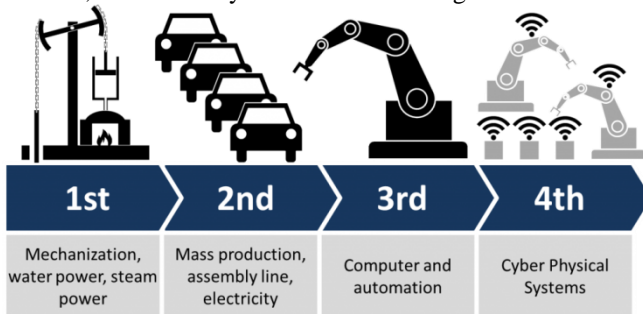 1st
2nd
3rd
4th
Mechanization,
water power, steam
power
Mass production,
assembly line,
electricity
Computer and
automation
Cyber Physical
Systems